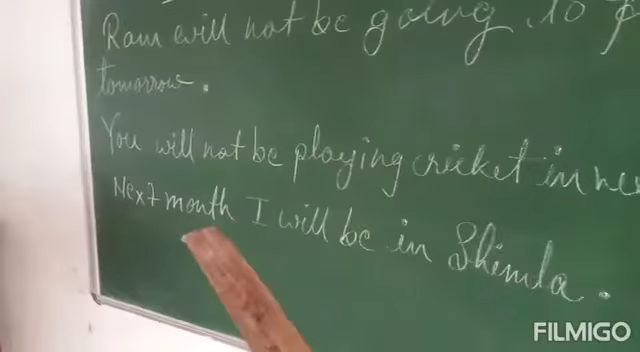 Ram will not be going to
tomorrow.
You will not be playing cricket in
Next month I will be in Shimla.
FILMIGO